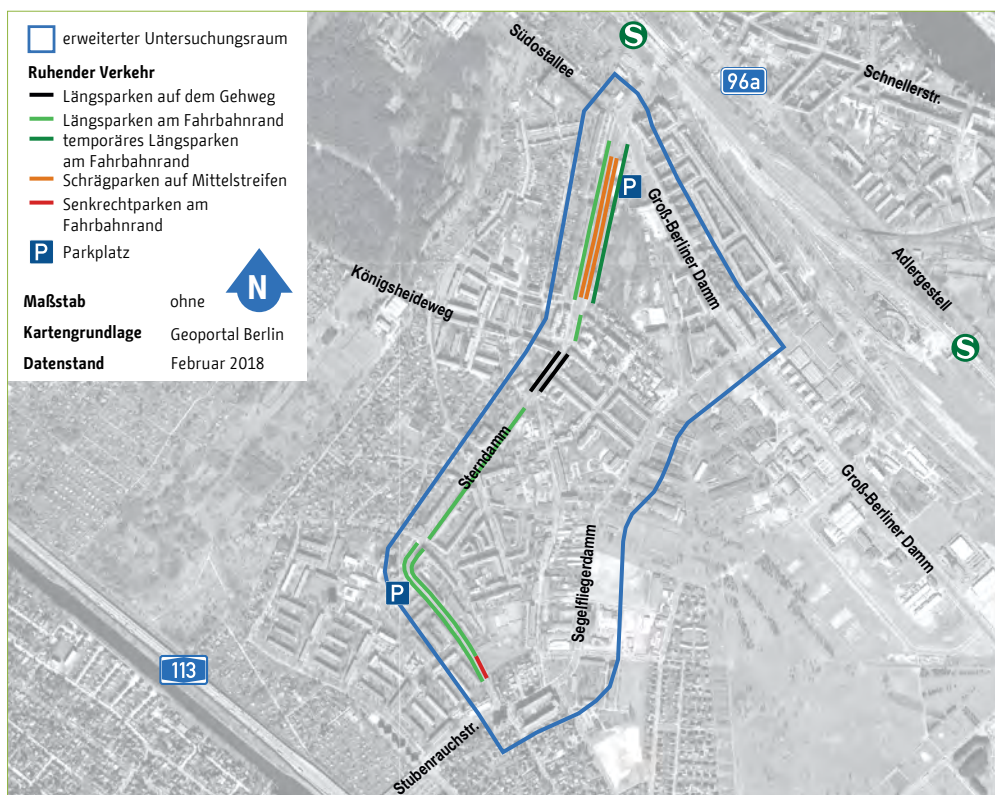 erweiterter Untersuchungsraum
Ruhender Verkehr
Längsparken auf dem Gehweg
Längsparken am Fahrbahnrand
temporäres Längsparken
am Fahrbahnrand
Schrägparken auf Mittelstreifen
Senkrechtparken am
Fahrbahnrand
P Parkplatz
N
Maßstab ohne
Kartengrundlage Geoportal Berlin
Datenstand Februar 2018
Südostallee
S
96a
Schnellerstr.
P
Groß-Berliner Damm
Adlergestell
Königsheideweg
S
Sterndamm
Groß-Berliner Damm
Segelfliegerdamm
P
113
Stubenrauchstr.